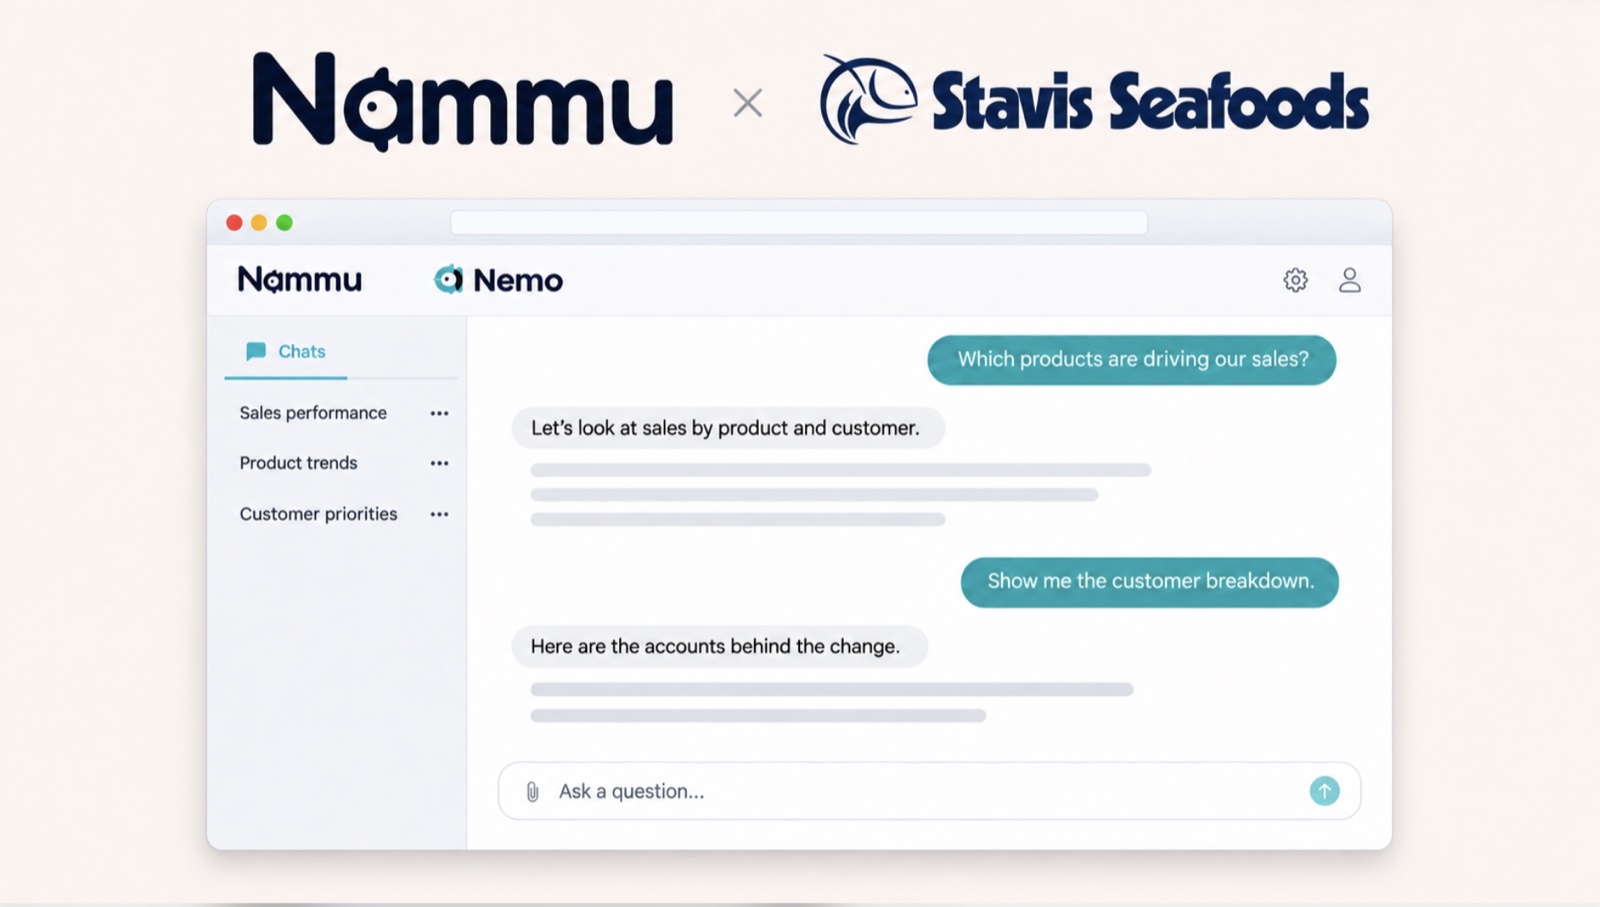 Nammu × Stavis Seafoods
Nammu Nemo
Chats
Sales performance
Product trends
Customer priorities
Which products are driving our sales?
Let’s look at sales by product and customer.
Show me the customer breakdown.
Here are the accounts behind the change.
Ask a question...